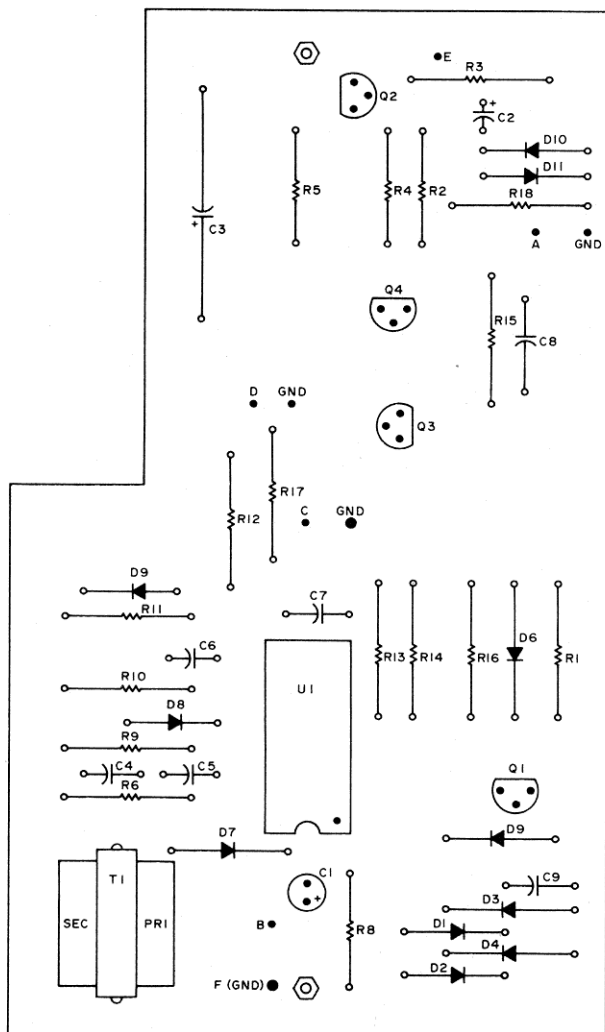 E
R3
Q2
+
C2
D10
D11
R5
R4
R2
R18
+
C3
A
GND
Q4
R15
C8
D
GND
Q3
R17
R12
C
GND
D9
C7
R11
C6
D6
R13
R14
R16
R1
U1
R10
D8
R9
C4
C5
R6
Q1
D7
D9
T1
C1
+
C9
D3
SEC
PRI
B
R8
D1
D4
D2
F (GND)